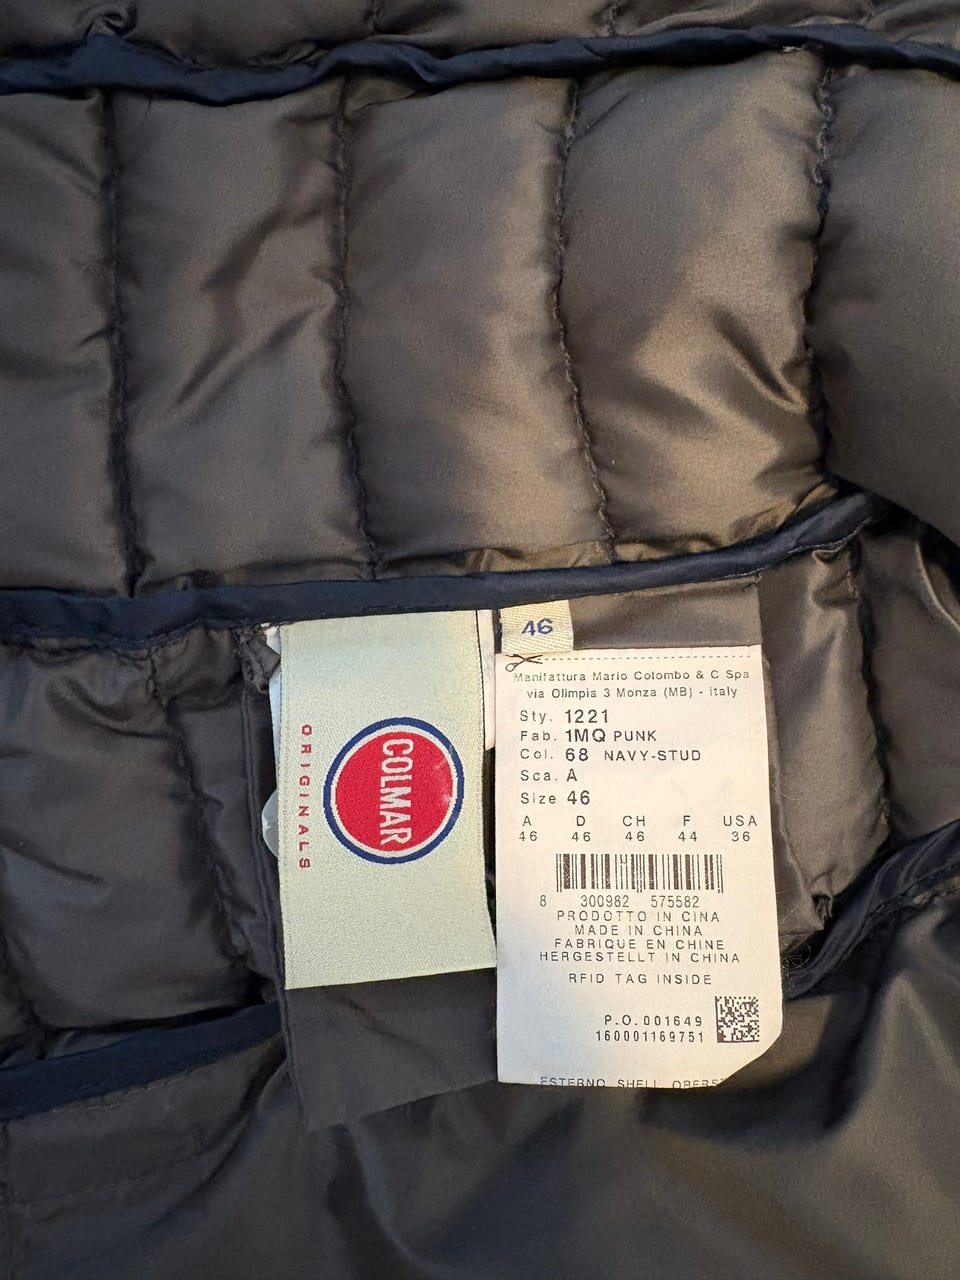 COLMAR
ORIGINALS
46
Manifattura Mario Colombo & C Spa
via Olimpia 3 Monza (MB) - Italy
Sty. 1221
Fab. 1MQ PUNK
Col. 68 NAVY-STUD
Sca. A
Size 46
A D CH F USA
46 46 46 44 36
8 300982 575582
PRODOTTO IN CINA
MADE IN CHINA
FABRIQUE EN CHINE
HERGESTELLT IN CHINA
RFID TAG INSIDE
P.O. 001649
160001169751
ESTERNO SHELL